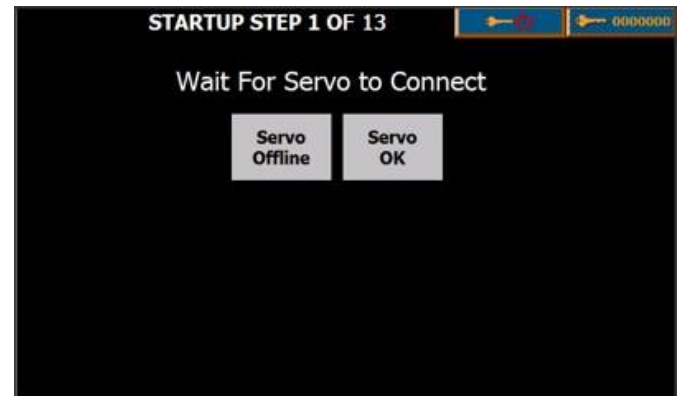 STARTUP STEP 1 OF 13
0000000
Wait For Servo to Connect
Servo
Offline
Servo
OK